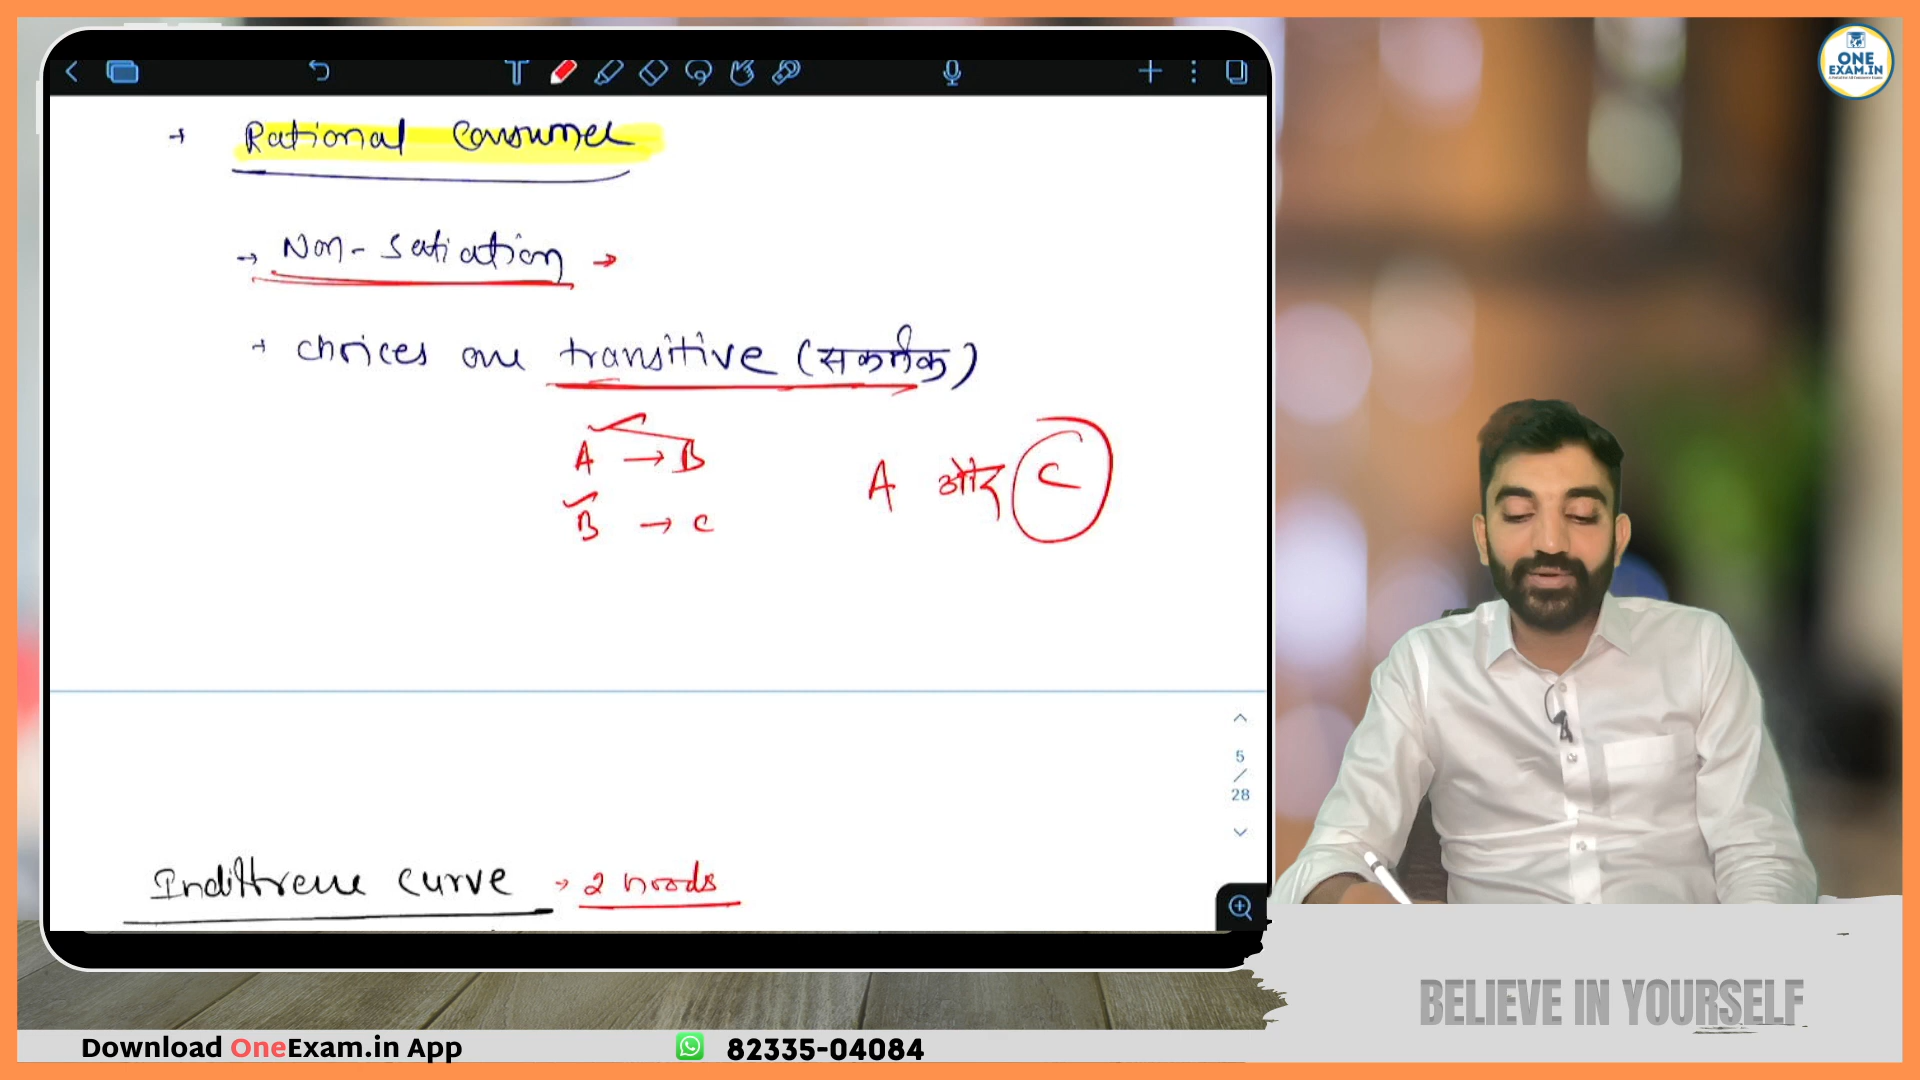 ONE
EXAM.IN
→ Rational Consumer
→ Non-Satiation →
→ choices are transitive (सकर्मक)
A → B
B → C
A और C
5
/
28
Indiffrence curve → 2 goods
BELIEVE IN YOURSELF
Download OneExam.in App
82335-04084